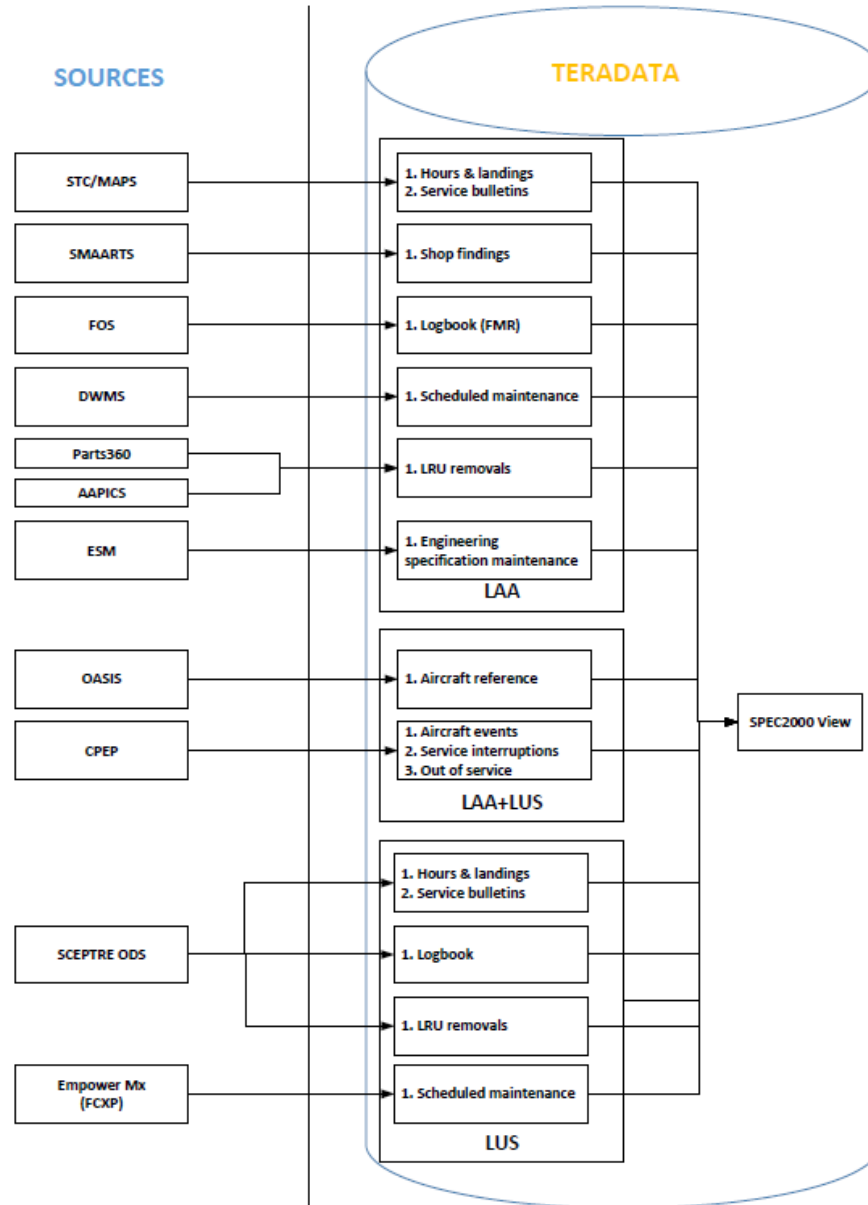 SOURCES
TERADATA
STC/MAPS
1. Hours & landings
2. Service bulletins
SMAARTS
1. Shop findings
FOS
1. Logbook (FMR)
DWMS
1. Scheduled maintenance
Parts360
AAPICS
1. LRU removals
ESM
1. Engineering
specification maintenance
LAA
OASIS
1. Aircraft reference
CPEP
1. Aircraft events
2. Service interruptions
3. Out of service
LAA+LUS
SPEC2000 View
1. Hours & landings
2. Service bulletins
SCEPTRE ODS
1. Logbook
1. LRU removals
Empower Mx
(FCXP)
1. Scheduled maintenance
LUS